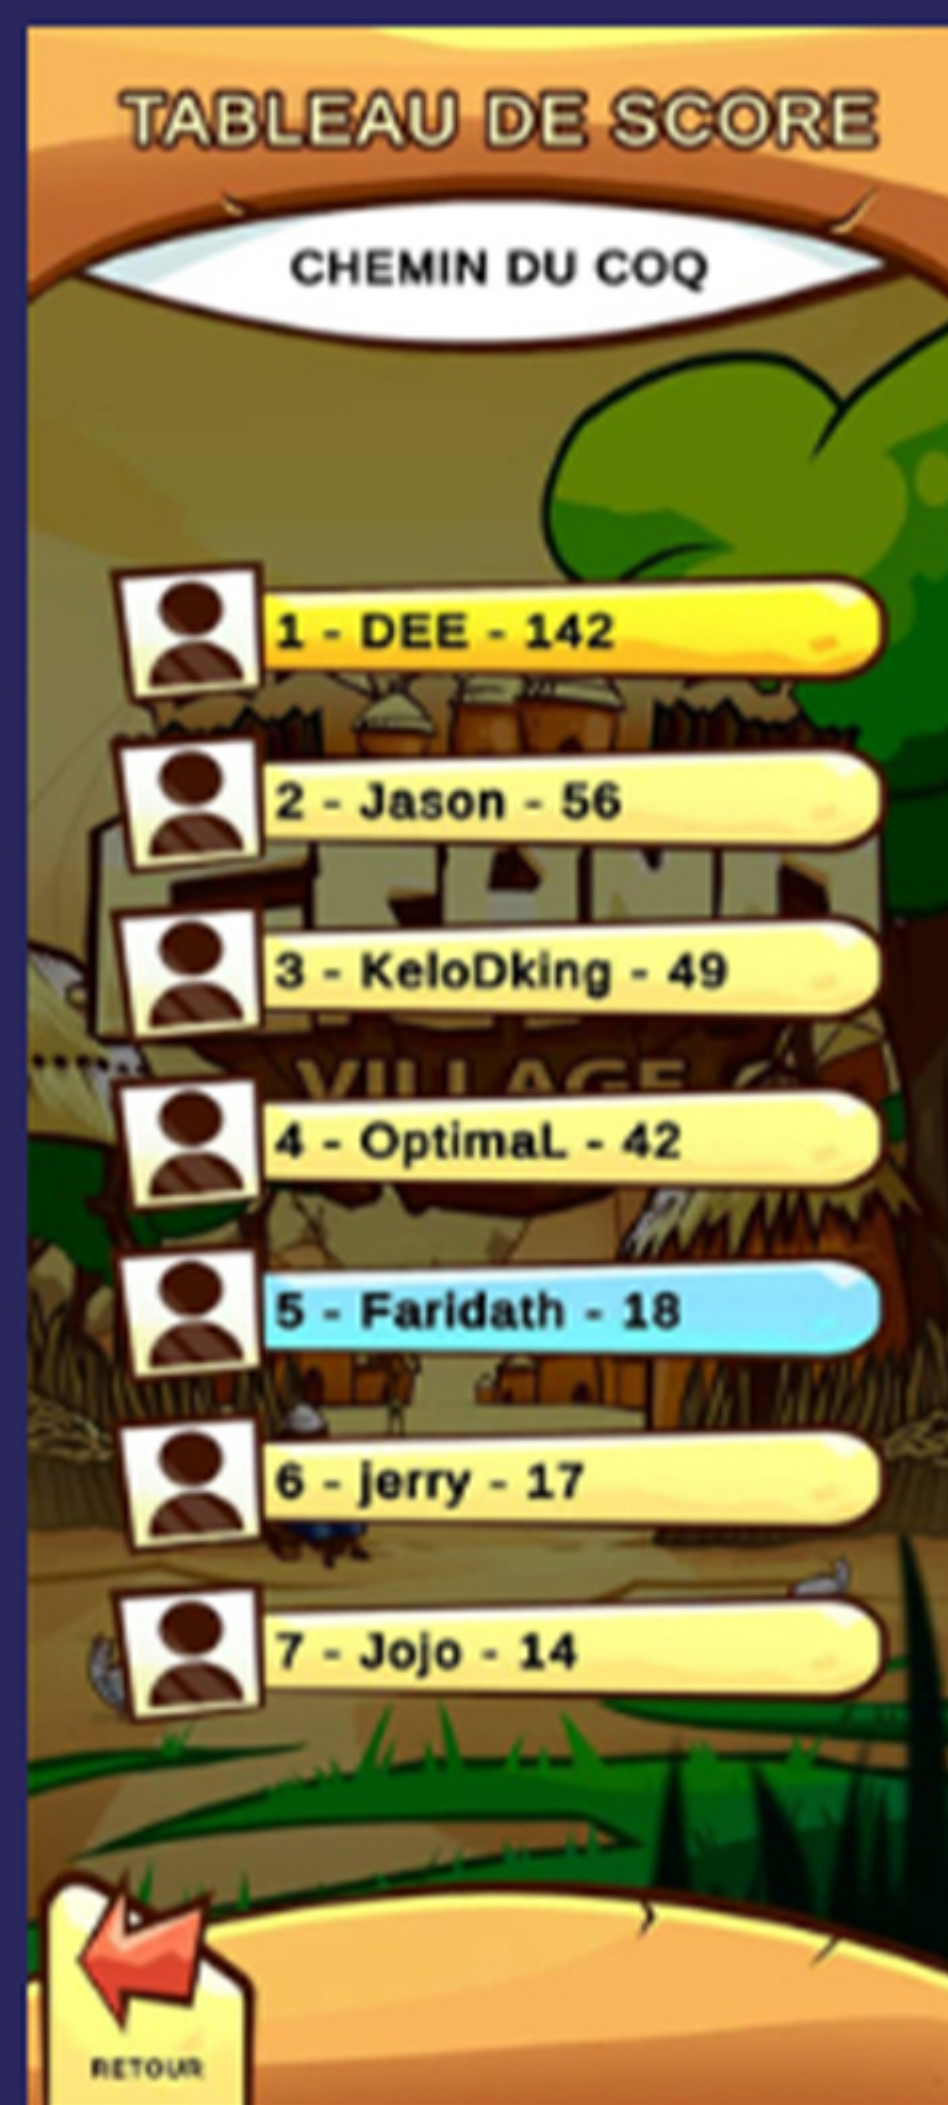 TABLEAU DE SCORE
CHEMIN DU COQ
1 - DEE - 142
2 - Jason - 56
3 - KeloDking - 49
VILLAGE
4 - OptimaL - 42
5 - Faridath - 18
6 - jerry - 17
7 - Jojo - 14
RETOUR